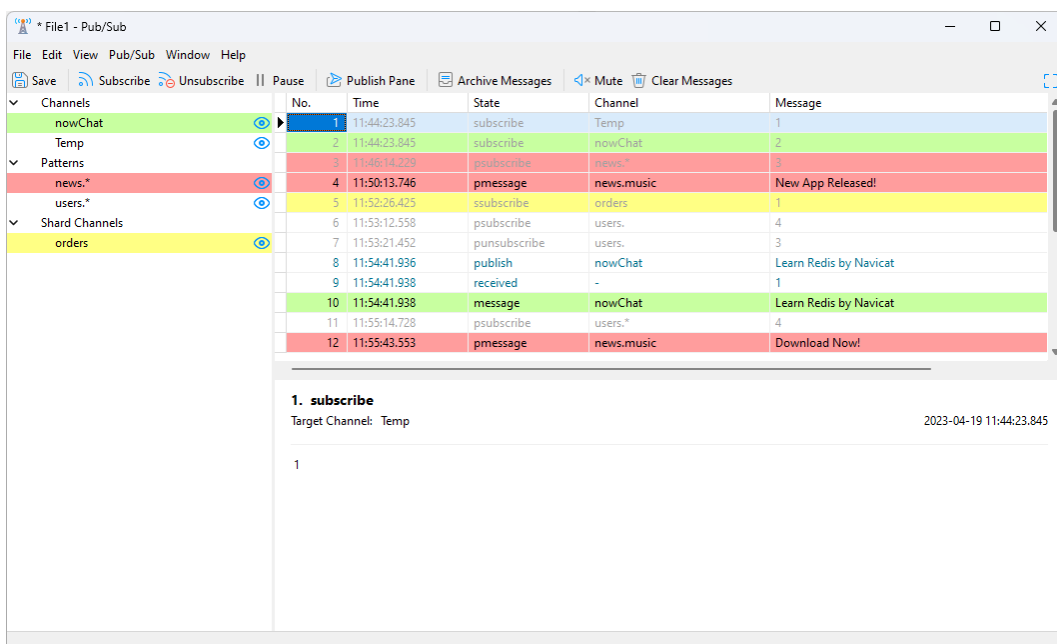 * File1 - Pub/Sub
File Edit View Pub/Sub Window Help
Save Subscribe Unsubscribe Pause Publish Pane Archive Messages Mute Clear Messages
Channels
nowChat
Temp
Patterns
news.*
users.*
Shard Channels
orders
No. Time State Channel Message
1 11:44:23.845 subscribe Temp 1
2 11:44:23.845 subscribe nowChat 2
3 11:46:14.229 psubscribe news.* 3
4 11:50:13.746 pmessage news.music New App Released!
5 11:52:26.425 ssubscribe orders 1
6 11:53:12.558 psubscribe users. 4
7 11:53:21.452 punsubscribe users. 3
8 11:54:41.936 publish nowChat Learn Redis by Navicat
9 11:54:41.938 received - 1
10 11:54:41.938 message nowChat Learn Redis by Navicat
11 11:55:14.728 psubscribe users.* 4
12 11:55:43.553 pmessage news.music Download Now!
1. subscribe
Target Channel: Temp 2023-04-19 11:44:23.845
1